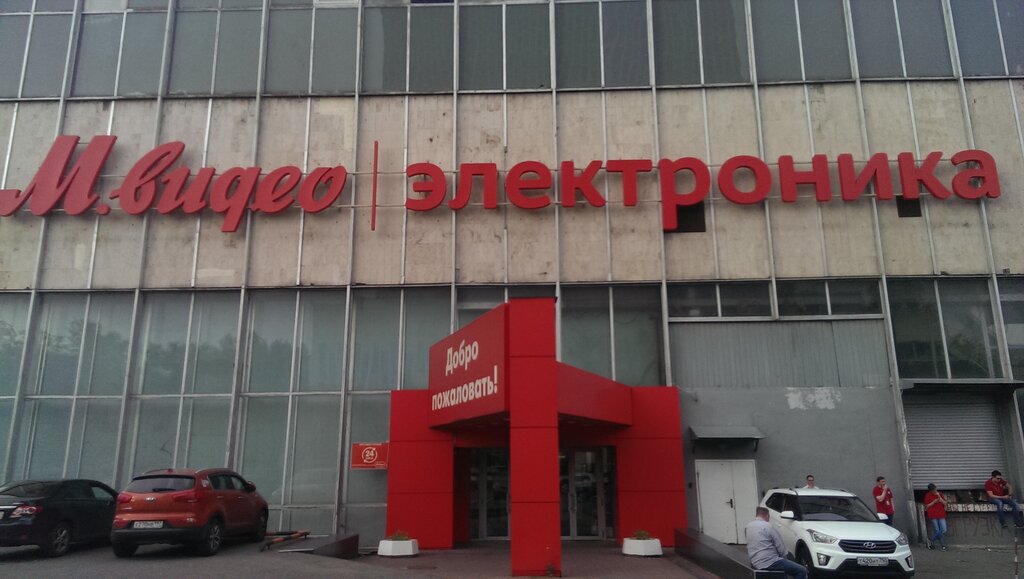 М.видео | электроника
Добро
пожаловать!
24